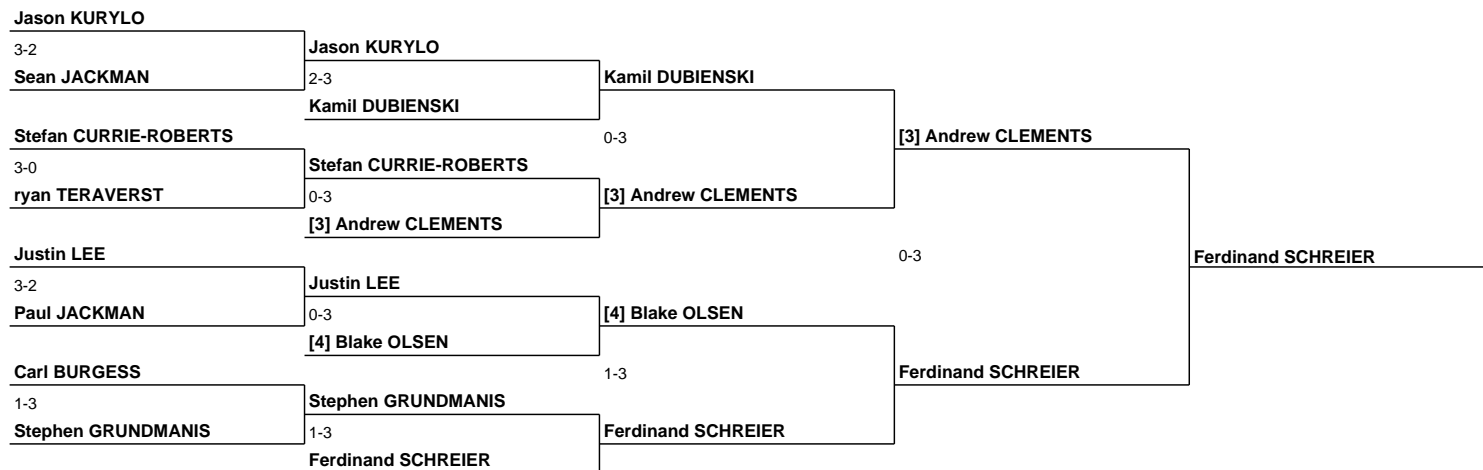 Jason KURYLO
3-2
Jason KURYLO
Sean JACKMAN
2-3
Kamil DUBIENSKI
Kamil DUBIENSKI
Stefan CURRIE-ROBERTS
0-3
[3] Andrew CLEMENTS
3-0
Stefan CURRIE-ROBERTS
ryan TERAVERST
0-3
[3] Andrew CLEMENTS
[3] Andrew CLEMENTS
Justin LEE
0-3
Ferdinand SCHREIER
3-2
Justin LEE
Paul JACKMAN
0-3
[4] Blake OLSEN
[4] Blake OLSEN
Carl BURGESS
1-3
Ferdinand SCHREIER
1-3
Stephen GRUNDMANIS
Stephen GRUNDMANIS
1-3
Ferdinand SCHREIER
Ferdinand SCHREIER